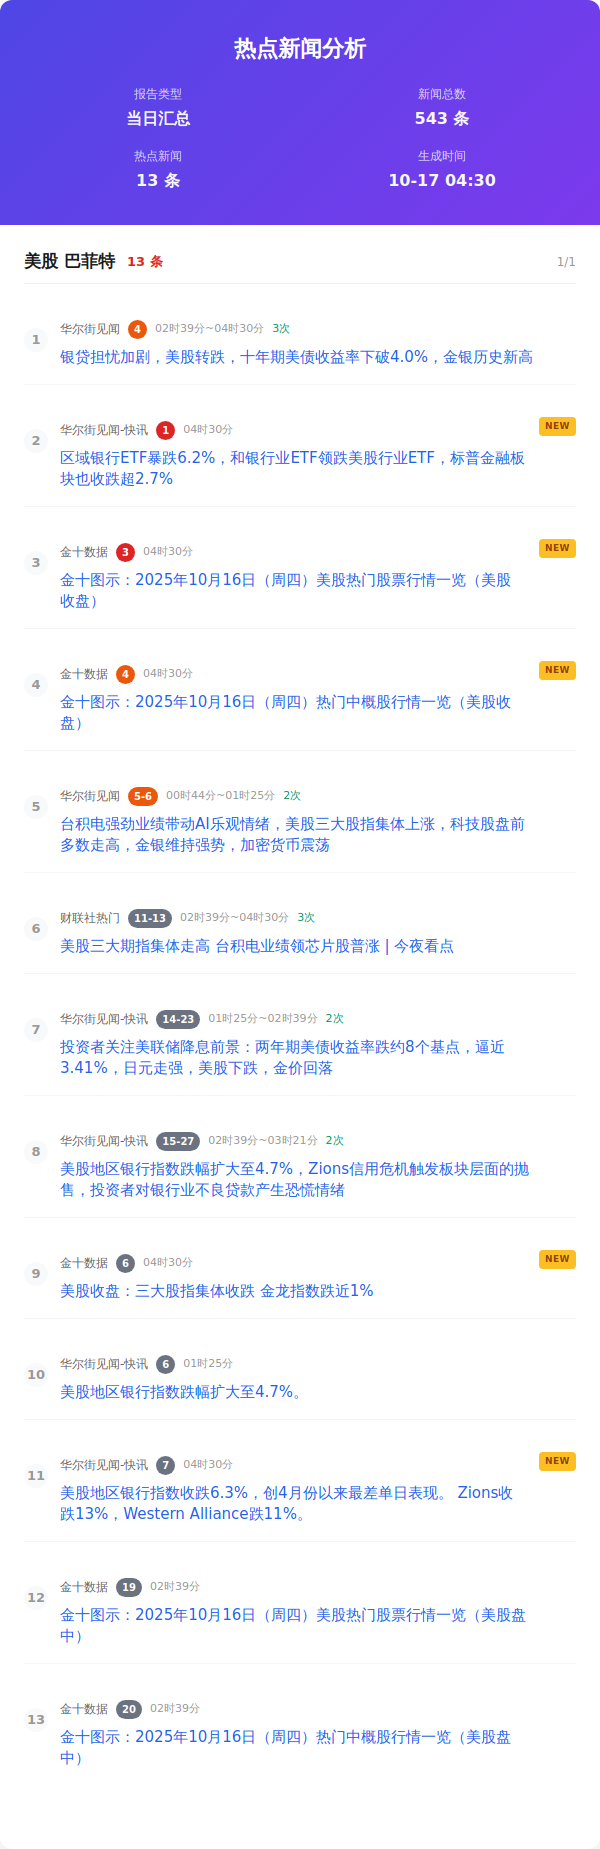 热点新闻分析
报告类型
当日汇总
新闻总数
543 条
热点新闻
13 条
生成时间
10-17 04:30
美股 巴菲特 13 条 1/1
1
华尔街见闻 4 02时39分~04时30分 3次
银贷担忧加剧，美股转跌，十年期美债收益率下破4.0%，金银历史新高
2
华尔街见闻-快讯 1 04时30分 NEW
区域银行ETF暴跌6.2%，和银行业ETF领跌美股行业ETF，标普金融板
块也收跌超2.7%
3
金十数据 3 04时30分 NEW
金十图示：2025年10月16日（周四）美股热门股票行情一览（美股
收盘）
4
金十数据 4 04时30分 NEW
金十图示：2025年10月16日（周四）热门中概股行情一览（美股收
盘）
5
华尔街见闻 5-6 00时44分~01时25分 2次
台积电强劲业绩带动AI乐观情绪，美股三大股指集体上涨，科技股盘前
多数走高，金银维持强势，加密货币震荡
6
财联社热门 11-13 02时39分~04时30分 3次
美股三大期指集体走高 台积电业绩领芯片股普涨 | 今夜看点
7
华尔街见闻-快讯 14-23 01时25分~02时39分 2次
投资者关注美联储降息前景：两年期美债收益率跌约8个基点，逼近
3.41%，日元走强，美股下跌，金价回落
8
华尔街见闻-快讯 15-27 02时39分~03时21分 2次
美股地区银行指数跌幅扩大至4.7%，Zions信用危机触发板块层面的抛
售，投资者对银行业不良贷款产生恐慌情绪
9
金十数据 6 04时30分 NEW
美股收盘：三大股指集体收跌 金龙指数跌近1%
10
华尔街见闻-快讯 6 01时25分
美股地区银行指数跌幅扩大至4.7%。
11
华尔街见闻-快讯 7 04时30分 NEW
美股地区银行指数收跌6.3%，创4月份以来最差单日表现。 Zions收
跌13%，Western Alliance跌11%。
12
金十数据 19 02时39分
金十图示：2025年10月16日（周四）美股热门股票行情一览（美股盘
中）
13
金十数据 20 02时39分
金十图示：2025年10月16日（周四）热门中概股行情一览（美股盘
中）